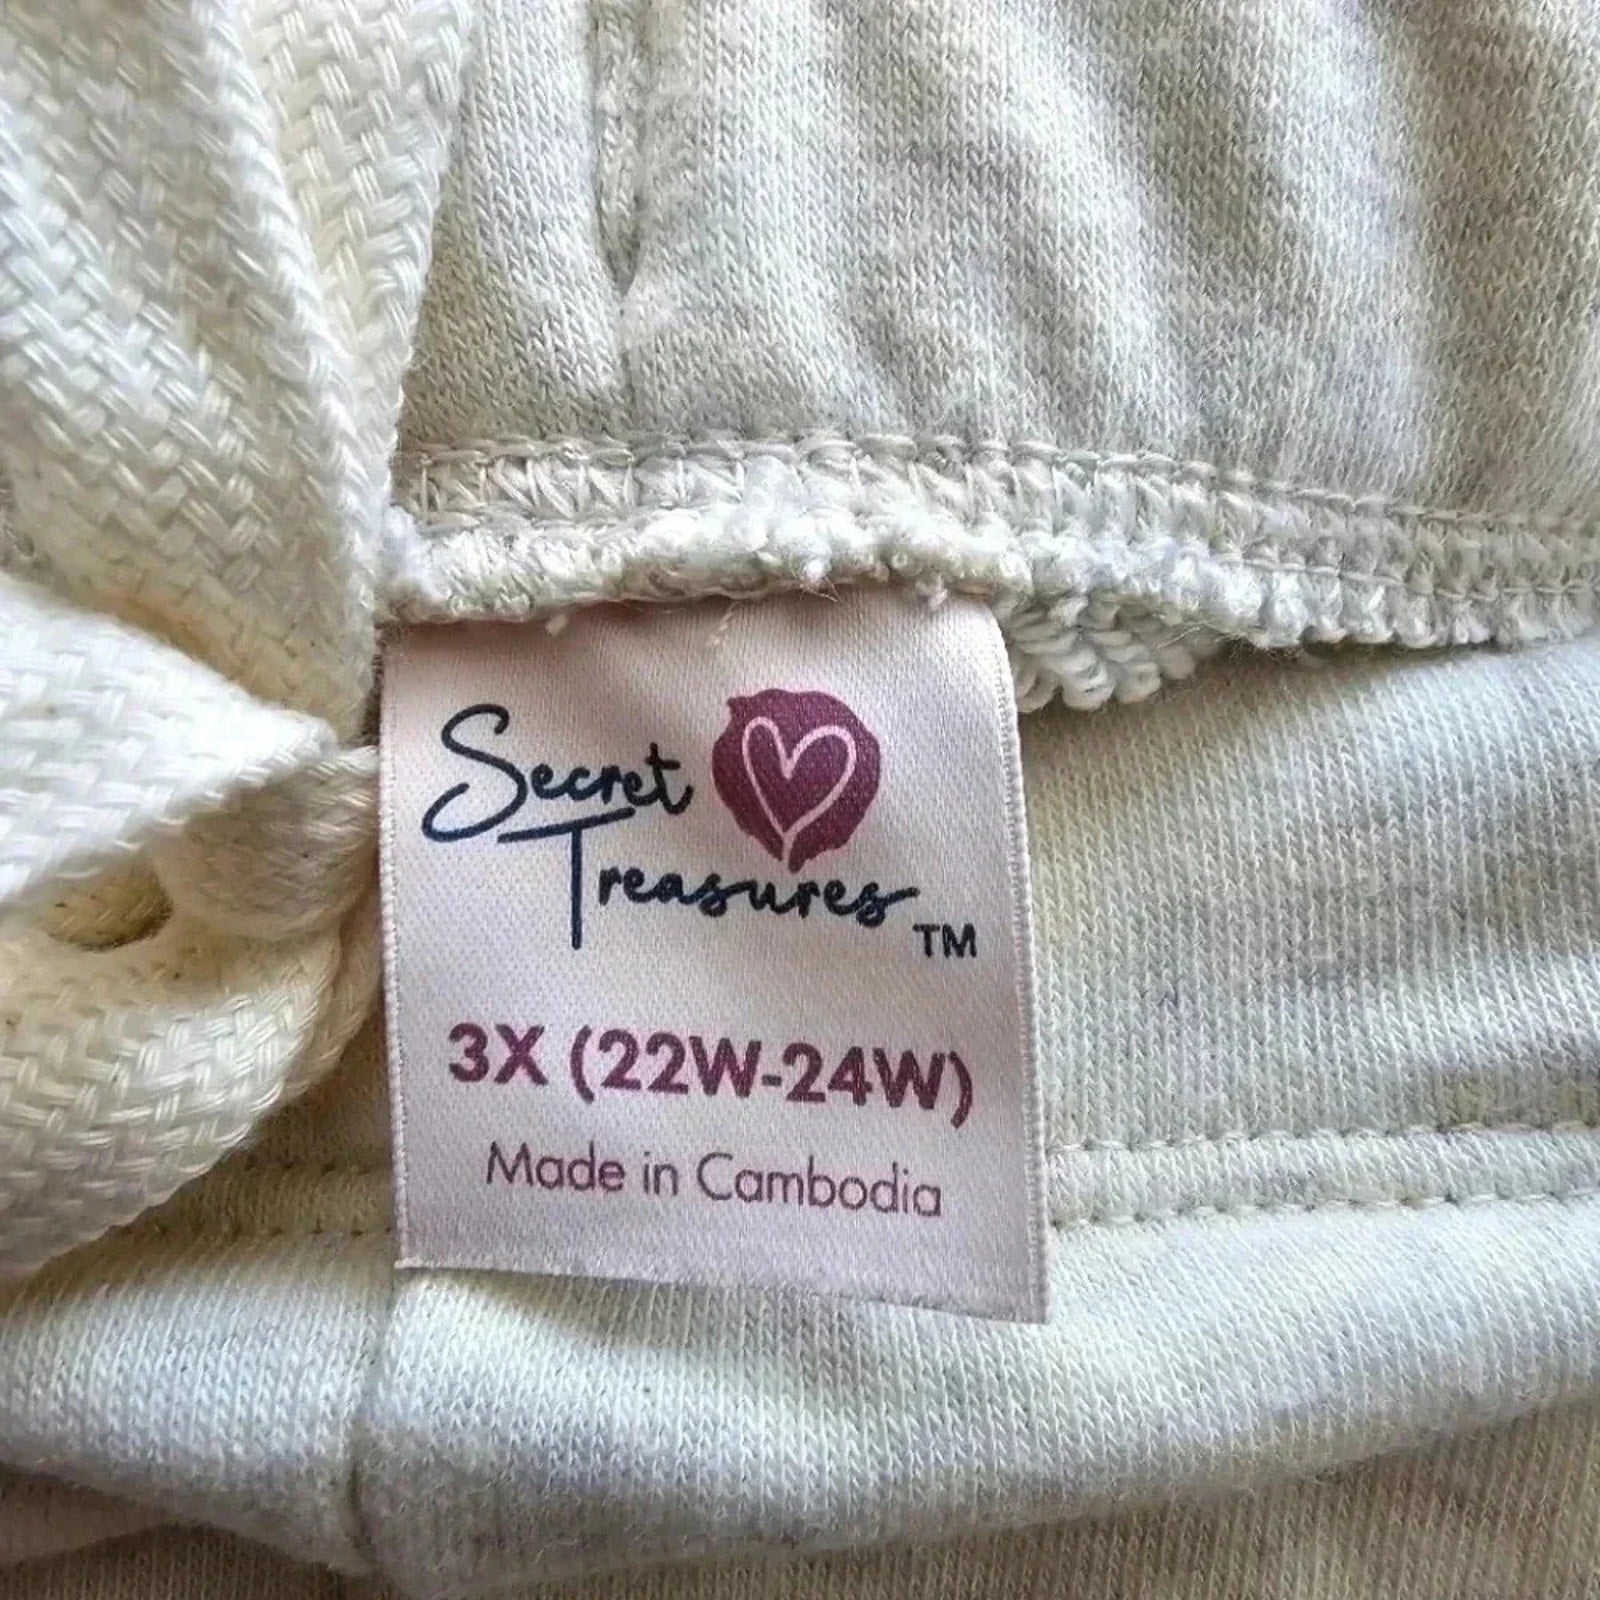 Secret
Treasures TM
3X (22W-24W)
Made in Cambodia